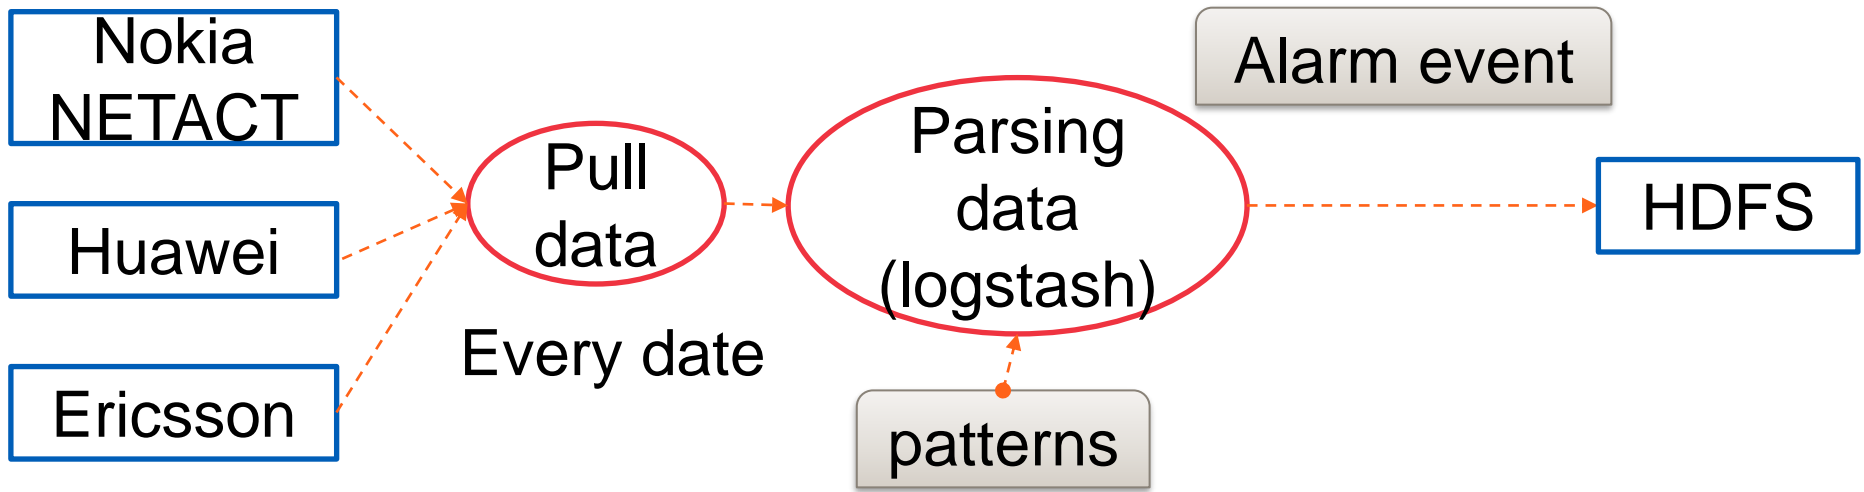 Nokia
NETACT
Huawei
Ericsson
Pull
data
Every date
Parsing
data
(logstash)
patterns
Alarm event
HDFS